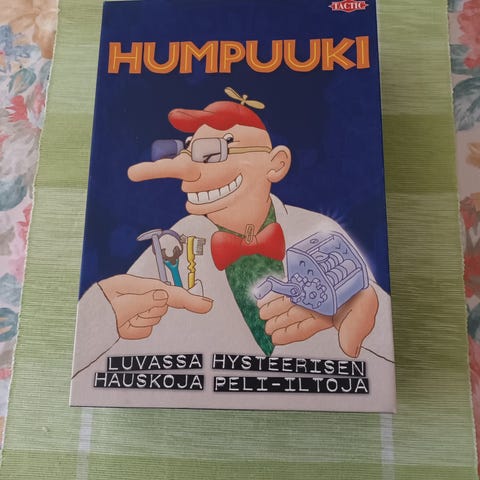 TACTIC
HUMPUUKI
LUVASSA HYSTEERISEN
HAUSKOJA PELI-ILTOJA